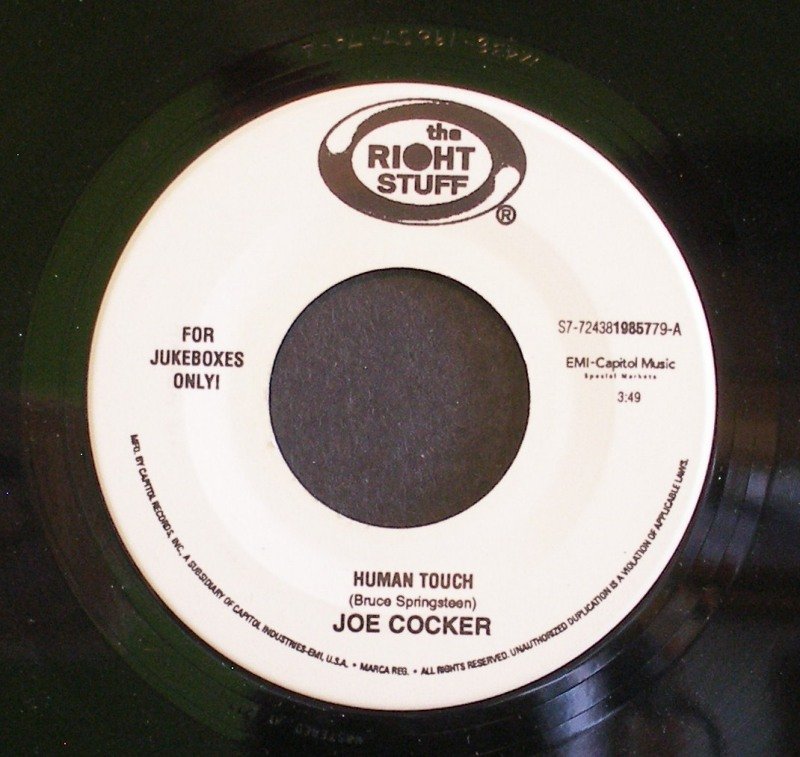 the
RIGHT
STUFF
®
FOR
JUKEBOXES
ONLY!
S7-724381985779-A
EMI-Capitol Music
Special Markets
3:49
HUMAN TOUCH
(Bruce Springsteen)
JOE COCKER
MFG. BY CAPITOL RECORDS, INC., A SUBSIDIARY OF CAPITOL INDUSTRIES-EMI, U.S.A. • MARCA REG. • ALL RIGHTS RESERVED. UNAUTHORIZED DUPLICATION IS A VIOLATION OF APPLICABLE LAWS.